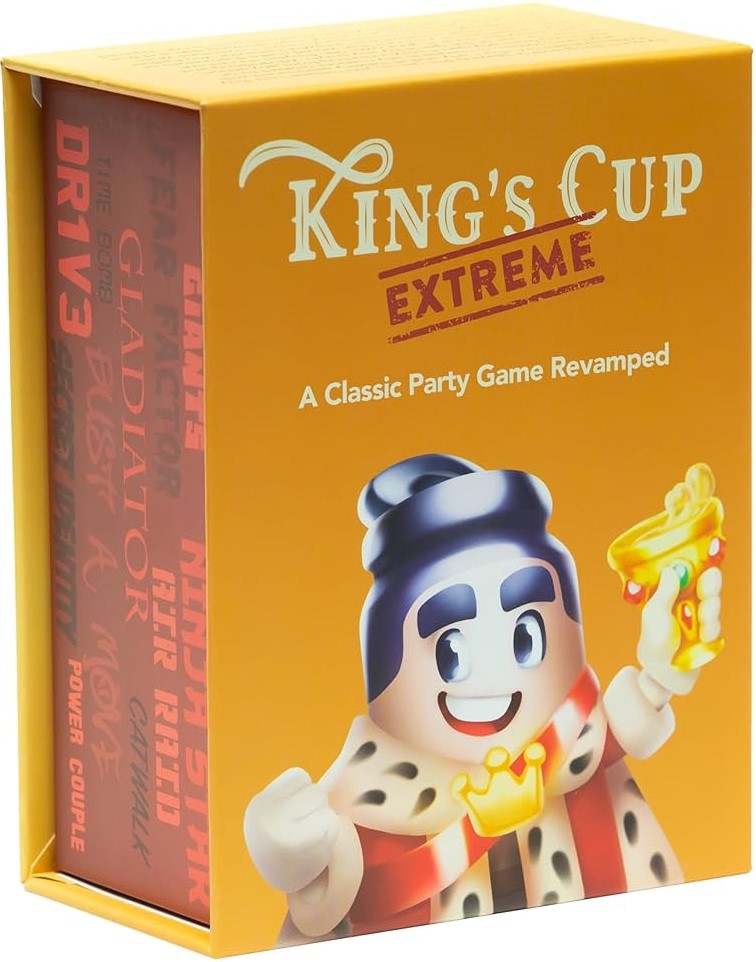 KING'S CUP
EXTREME
A Classic Party Game Revamped
DR1V3
TIME BOMB
FEAR FACTOR
GIANTS
GLADIATOR
SECRET IDENTITY
BUST A MOVE
NINJA STAR
AIR RAID
CATWALK
POWER COUPLE